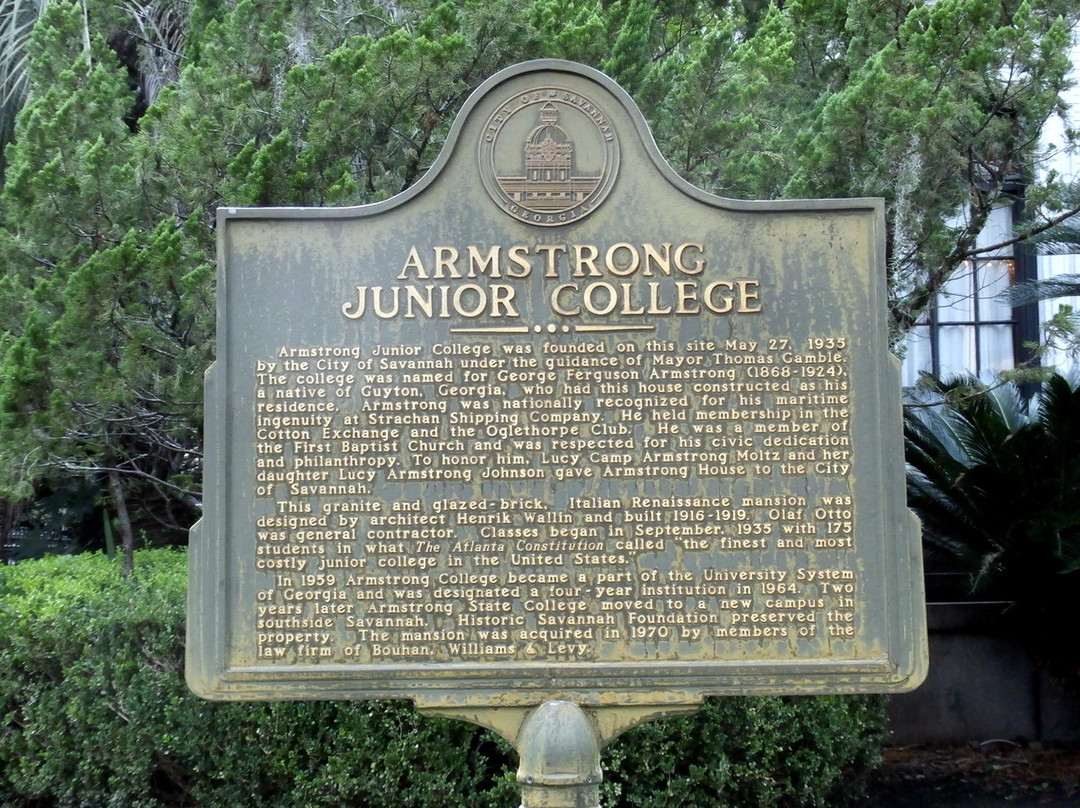 CITY OF SAVANNAH
GEORGIA
ARMSTRONG
JUNIOR COLLEGE
Armstrong Junior College was founded on this site May 27, 1935
by the City of Savannah under the guidance of Mayor Thomas Gamble.
The college was named for George Ferguson Armstrong (1868-1924),
a native of Guyton, Georgia, who had this house constructed as his
residence. Armstrong was nationally recognized for his maritime
ingenuity at Strachan Shipping Company. He held membership in the
Cotton Exchange and the Oglethorpe Club. He was a member of
the First Baptist Church and was respected for his civic dedication
and philanthropy. To honor him, Lucy Camp Armstrong Moltz and her
daughter Lucy Armstrong Johnson gave Armstrong House to the City
of Savannah.
This granite and glazed-brick, Italian Renaissance mansion was
designed by architect Henrik Wallin and built 1916-1919. Olaf Otto
was general contractor. Classes began in September, 1935 with 175
students in what The Atlanta Constitution called "the finest and most
costly junior college in the United States."
In 1959 Armstrong College became a part of the University System
of Georgia and was designated a four-year institution in 1964. Two
years later Armstrong State College moved to a new campus in
southside Savannah. Historic Savannah Foundation preserved the
property. The mansion was acquired in 1970 by members of the
law firm of Bouhan, Williams & Levy.